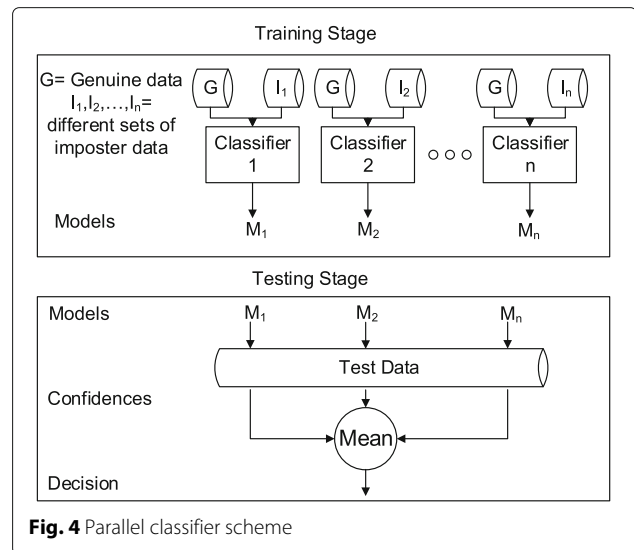 Training Stage
G= Genuine data
I1,I2,...,In=
different sets of
imposter data
G I1 G I2 G In
Classifier 1 Classifier 2 Classifier n
Models
M1 M2 Mn
Testing Stage
Models M1 M2 Mn
Test Data
Confidences
Mean
Decision
Fig. 4 Parallel classifier scheme